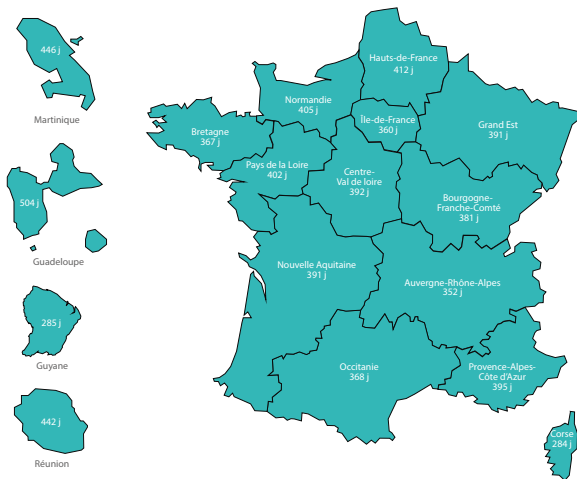 446 j
Martinique
504 j
Guadeloupe
285 j
Guyane
442 j
Réunion
Hauts-de-France
412 j
Normandie
405 j
Île-de-France
360 j
Grand Est
391 j
Bretagne
367 j
Pays de la Loire
402 j
Centre-
Val de loire
392 j
Bourgogne-
Franche-Comté
381 j
Nouvelle Aquitaine
391 j
Auvergne-Rhône-Alpes
352 j
Occitanie
368 j
Provence-Alpes-
Côte d'Azur
395 j
Corse
284 j